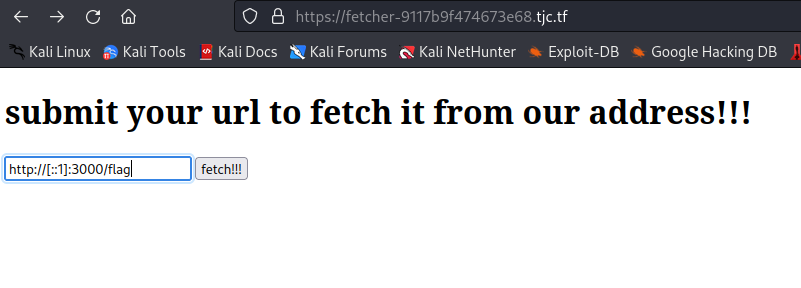 https://fetcher-9117b9f474673e68.tjc.tf
Kali Linux Kali Tools Kali Docs Kali Forums Kali NetHunter Exploit-DB Google Hacking DB
submit your url to fetch it from our address!!!
http://[::1]:3000/flag fetch!!!